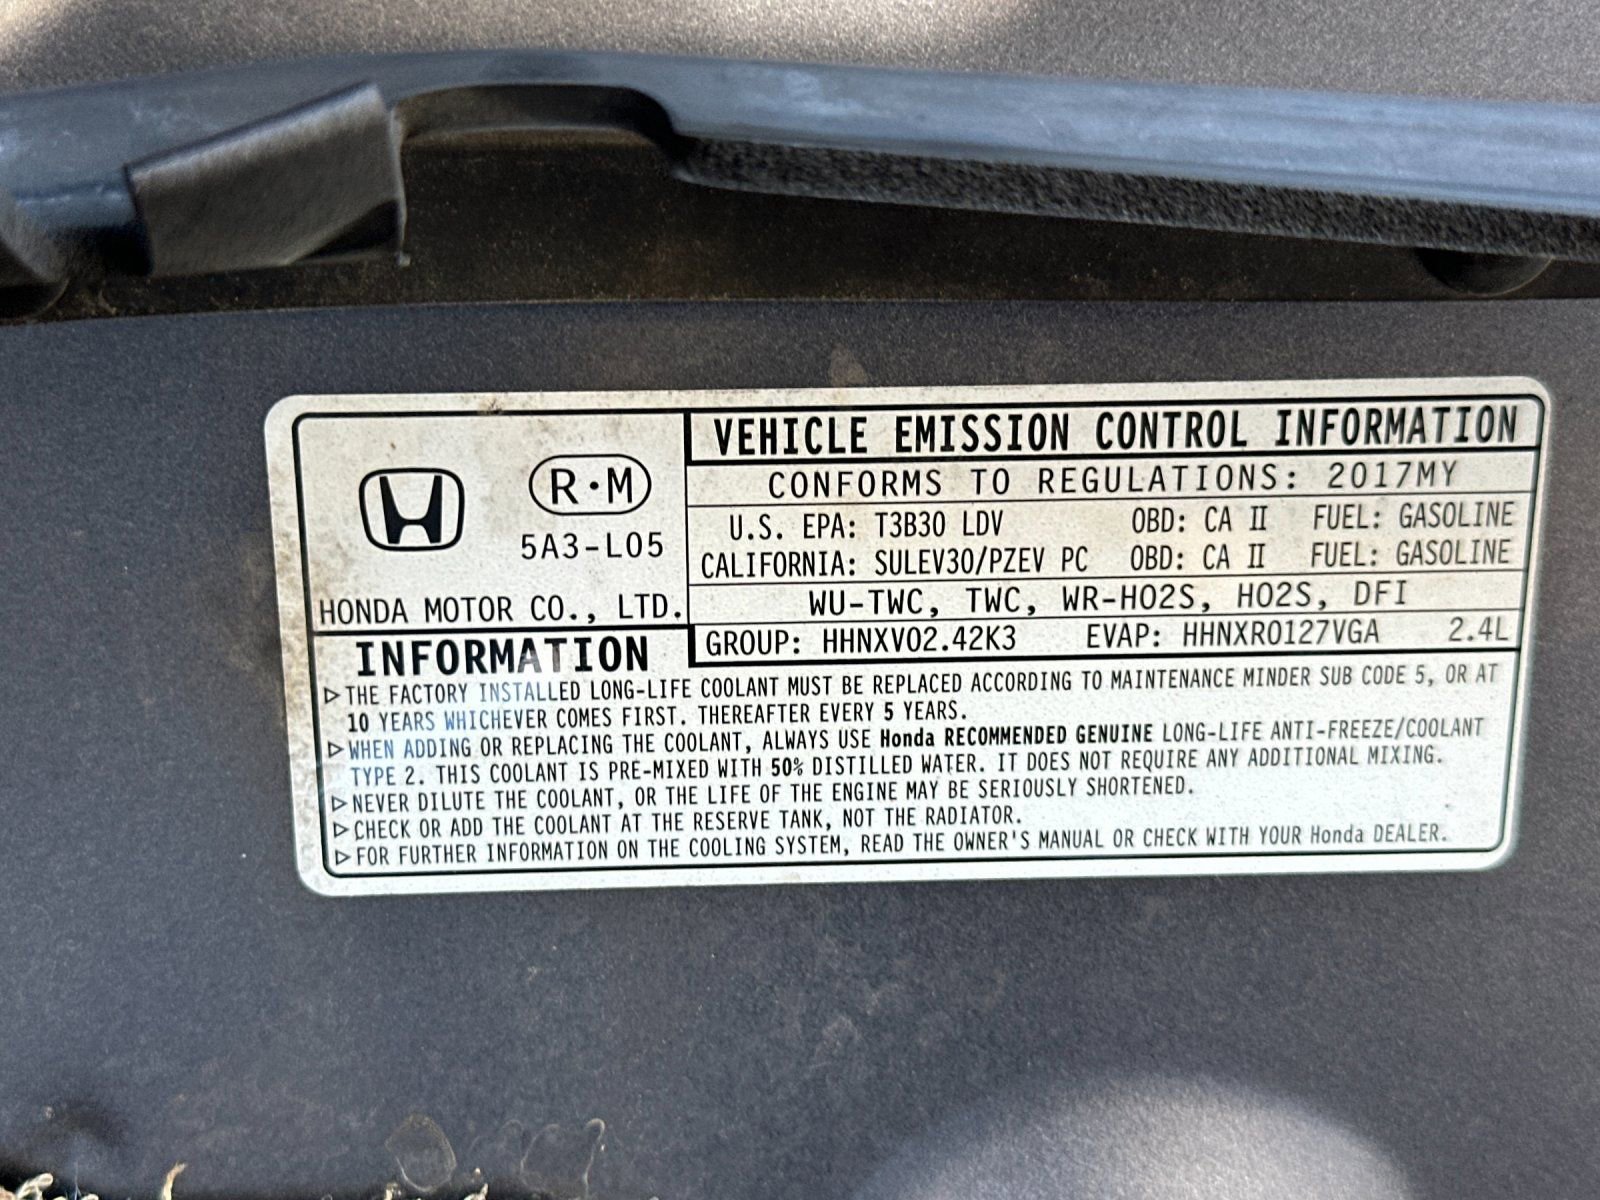 VEHICLE EMISSION CONTROL INFORMATION
R·M
5A3-L05
HONDA MOTOR CO., LTD.
CONFORMS TO REGULATIONS: 2017MY
U.S. EPA: T3B30 LDV OBD: CA II FUEL: GASOLINE
CALIFORNIA: SULEV30/PZEV PC OBD: CA II FUEL: GASOLINE
WU-TWC, TWC, WR-HO2S, HO2S, DFI
GROUP: HHNXV02.42K3 EVAP: HHNXR0127VGA 2.4L
INFORMATION
▷THE FACTORY INSTALLED LONG-LIFE COOLANT MUST BE REPLACED ACCORDING TO MAINTENANCE MINDER SUB CODE 5, OR AT
10 YEARS WHICHEVER COMES FIRST. THEREAFTER EVERY 5 YEARS.
▷WHEN ADDING OR REPLACING THE COOLANT, ALWAYS USE Honda RECOMMENDED GENUINE LONG-LIFE ANTI-FREEZE/COOLANT
TYPE 2. THIS COOLANT IS PRE-MIXED WITH 50% DISTILLED WATER. IT DOES NOT REQUIRE ANY ADDITIONAL MIXING.
▷NEVER DILUTE THE COOLANT, OR THE LIFE OF THE ENGINE MAY BE SERIOUSLY SHORTENED.
▷CHECK OR ADD THE COOLANT AT THE RESERVE TANK, NOT THE RADIATOR.
▷FOR FURTHER INFORMATION ON THE COOLING SYSTEM, READ THE OWNER'S MANUAL OR CHECK WITH YOUR Honda DEALER.